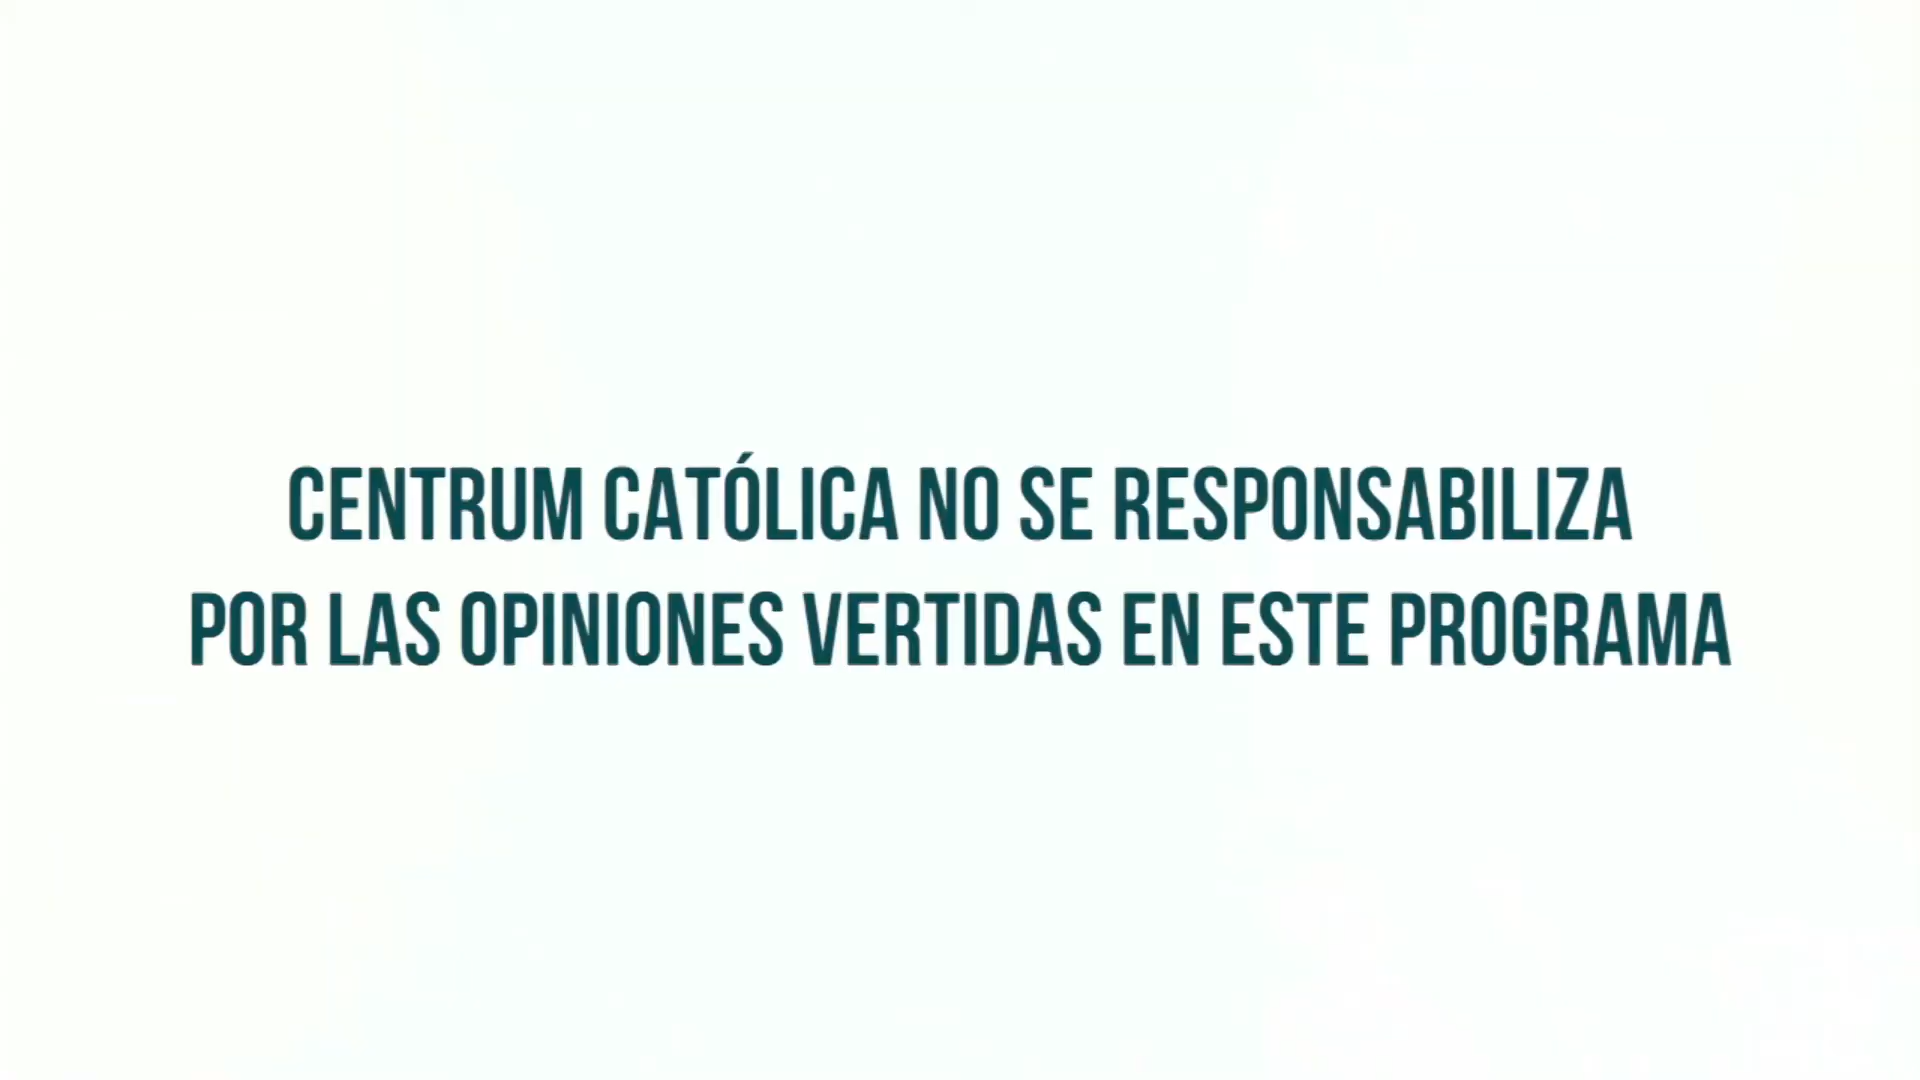 CENTRUM CATÓLICA NO SE RESPONSABILIZA
POR LAS OPINIONES VERTIDAS EN ESTE PROGRAMA